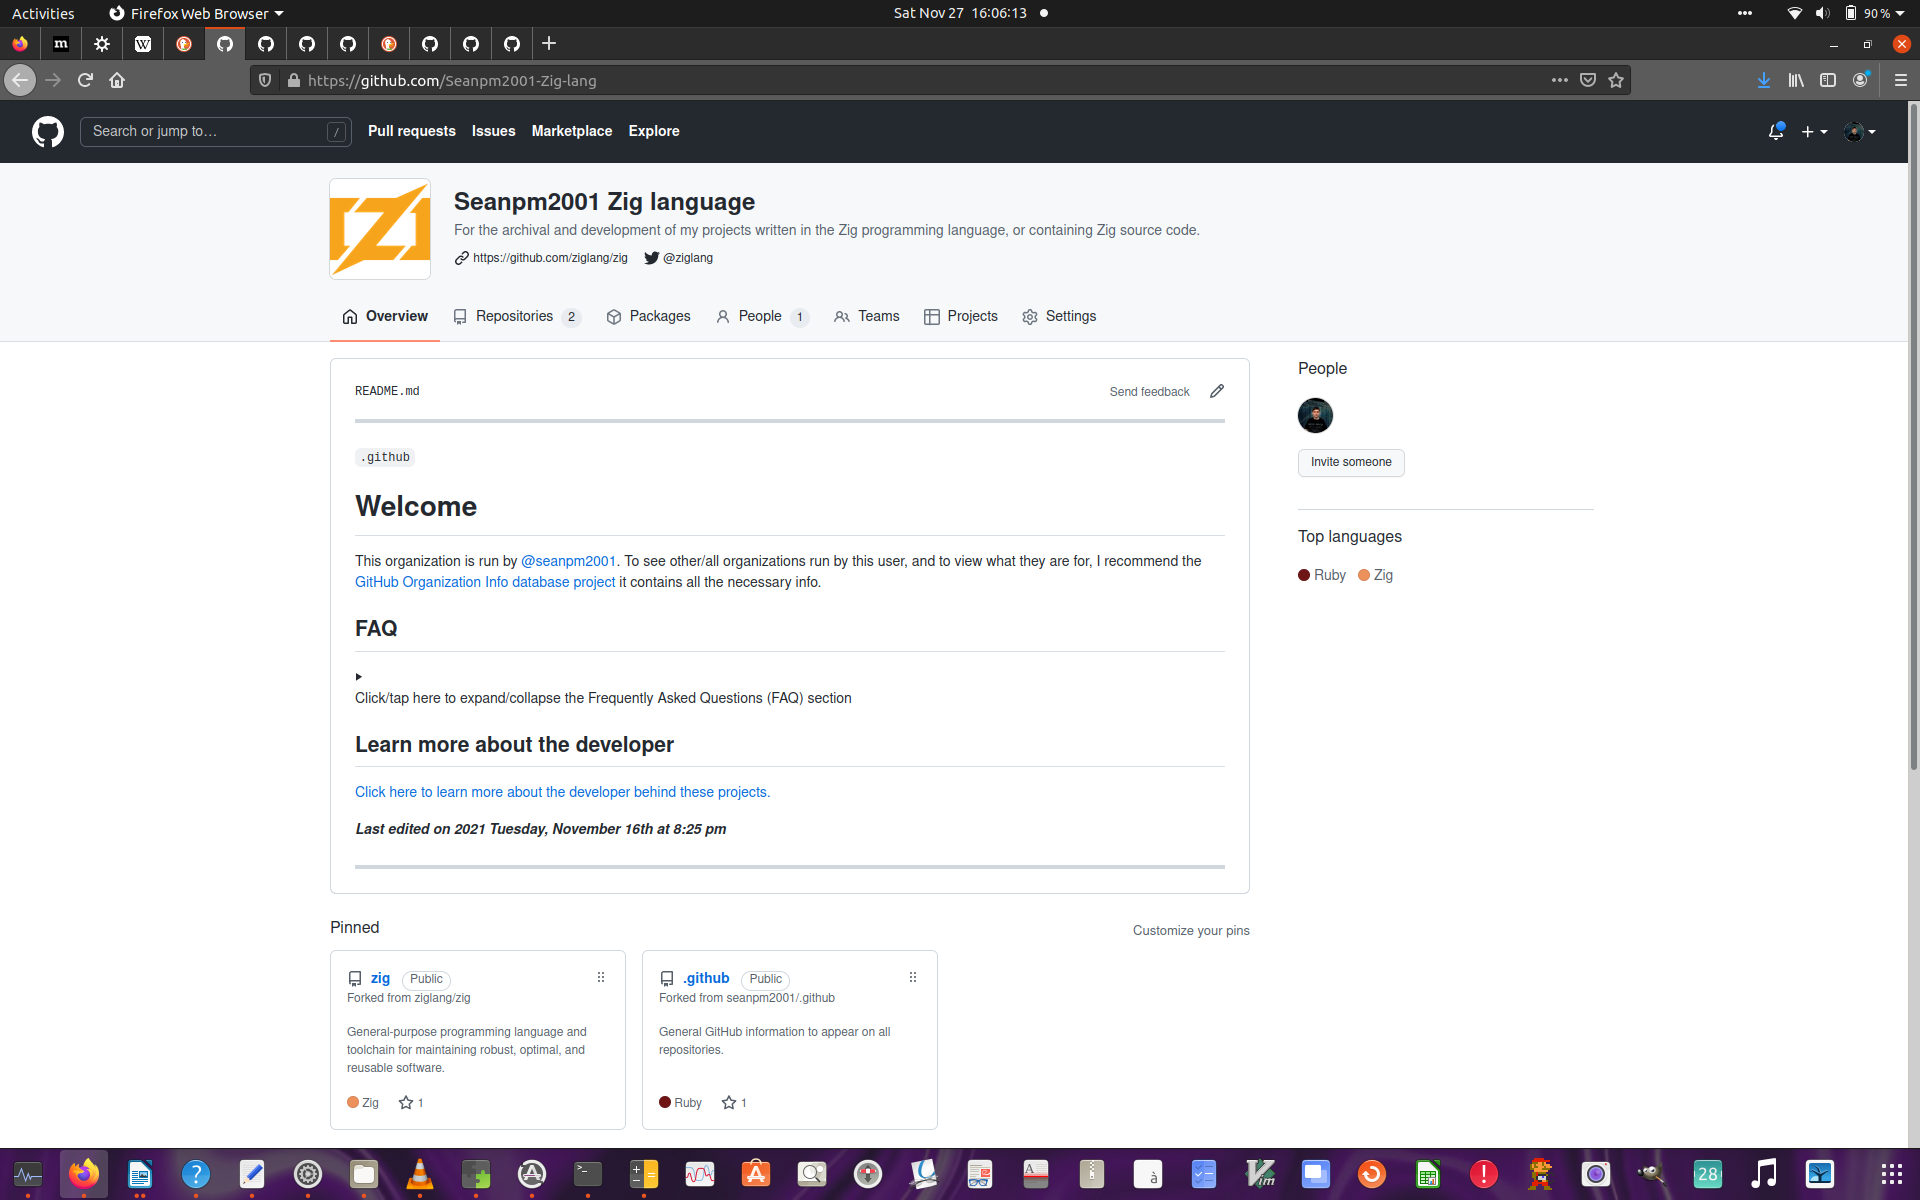 Activities
Firefox Web Browser
Sat Nov 27 16:06:13
90 %
m
W
https://github.com/Seanpm2001-Zig-lang
Search or jump to…
/
Pull requests
Issues
Marketplace
Explore
Seanpm2001 Zig language
For the archival and development of my projects written in the Zig programming language, or containing Zig source code.
https://github.com/ziglang/zig
@ziglang
Overview
Repositories 2
Packages
People 1
Teams
Projects
Settings
README.md
Send feedback
.github
Welcome
This organization is run by @seanpm2001. To see other/all organizations run by this user, and to view what they are for, I recommend the
GitHub Organization Info database project it contains all the necessary info.
FAQ
Click/tap here to expand/collapse the Frequently Asked Questions (FAQ) section
Learn more about the developer
Click here to learn more about the developer behind these projects.
Last edited on 2021 Tuesday, November 16th at 8:25 pm
People
Invite someone
Top languages
Ruby
Zig
Pinned
Customize your pins
zig
Public
Forked from ziglang/zig
General-purpose programming language and
toolchain for maintaining robust, optimal, and
reusable software.
Zig
1
.github
Public
Forked from seanpm2001/.github
General GitHub information to appear on all
repositories.
Ruby
1
28